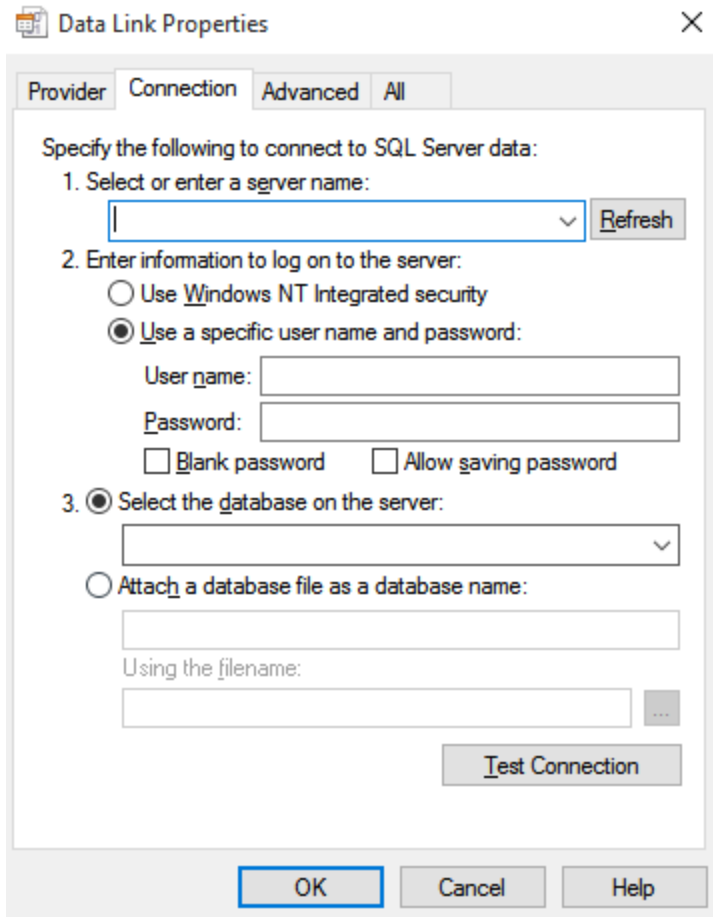 Data Link Properties
Provider Connection Advanced All
Specify the following to connect to SQL Server data:
1. Select or enter a server name:
Refresh
2. Enter information to log on to the server:
Use Windows NT Integrated security
Use a specific user name and password:
User name:
Password:
Blank password Allow saving password
3. Select the database on the server:
Attach a database file as a database name:
Using the filename:
...
Test Connection
OK Cancel Help